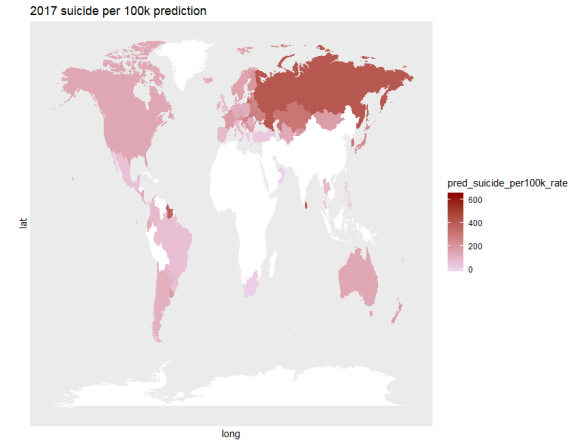 2017 suicide per 100k prediction
lat
long
pred_suicide_per100k_rate
600
400
200
0